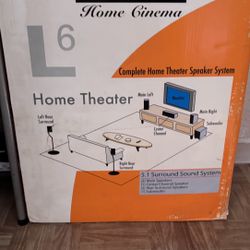 Home Cinema
L6
Complete Home Theater Speaker System
Home Theater
Main Left
Left Rear
Surround
Main Right
Center
Channel
Subwoofer
Right Rear
Surround
5.1 Surround Sound System